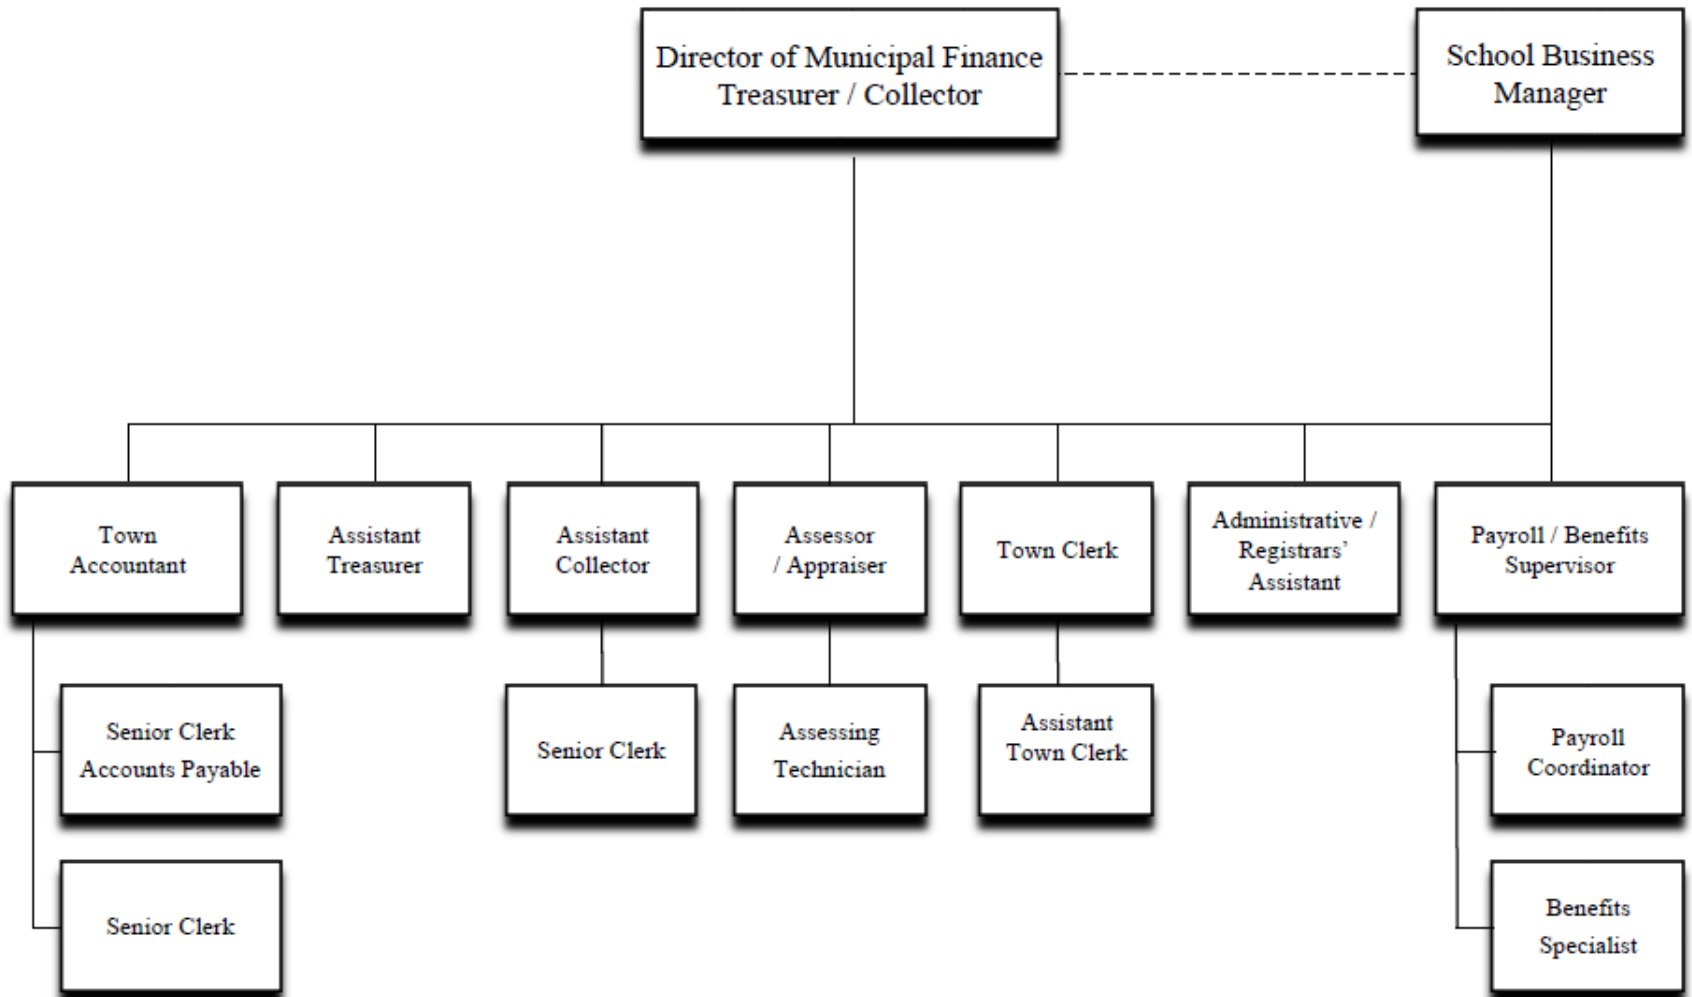 Director of Municipal Finance
Treasurer / Collector
School Business
Manager
Town
Accountant
Assistant
Treasurer
Assistant
Collector
Assessor
/ Appraiser
Town Clerk
Administrative /
Registrars’
Assistant
Payroll / Benefits
Supervisor
Senior Clerk
Accounts Payable
Senior Clerk
Assessing
Technician
Assistant
Town Clerk
Payroll
Coordinator
Senior Clerk
Benefits
Specialist